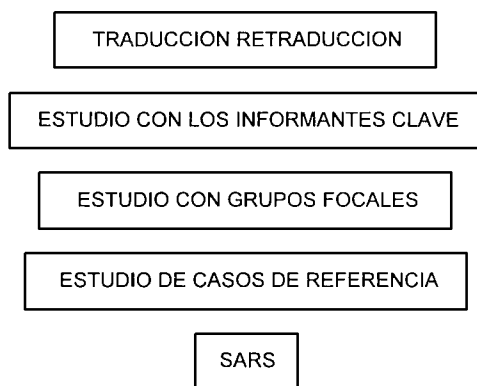 TRADUCCION RETRADUCCION
ESTUDIO CON LOS INFORMANTES CLAVE
ESTUDIO CON GRUPOS FOCALES
ESTUDIO DE CASOS DE REFERENCIA
SARS